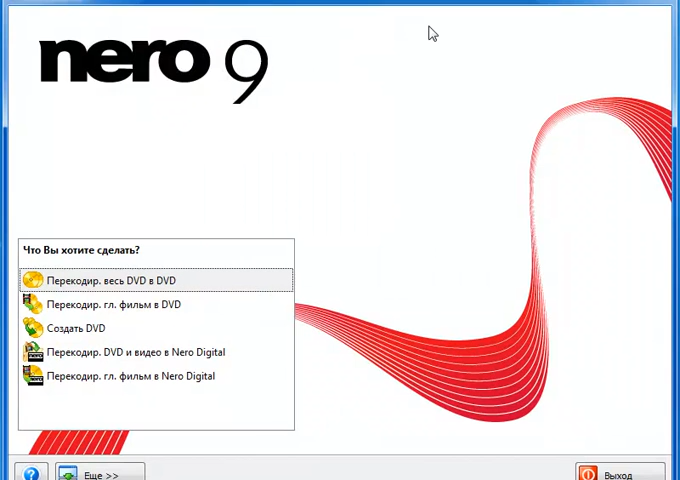 nero 9
Что Вы хотите сделать?
Перекодир. весь DVD в DVD
Перекодир. гл. фильм в DVD
Создать DVD
Перекодир. DVD и видео в Nero Digital
Перекодир. гл. фильм в Nero Digital
Еще >>
Выход